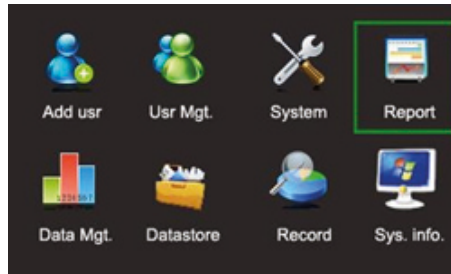 Add usr
Usr Mgt.
System
Report
Data Mgt.
Datastore
Record
Sys. info.